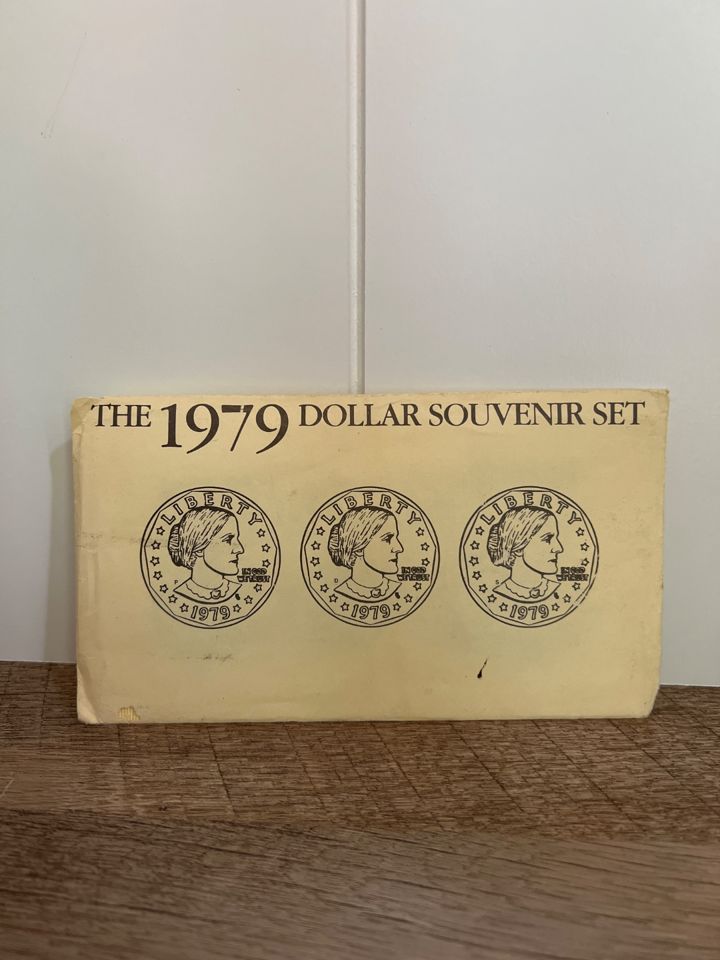 THE 1979 DOLLAR SOUVENIR SET
LIBERTY
IN GOD
WE TRUST
P
1979
LIBERTY
IN GOD
WE TRUST
D
1979
LIBERTY
IN GOD
WE TRUST
S
1979